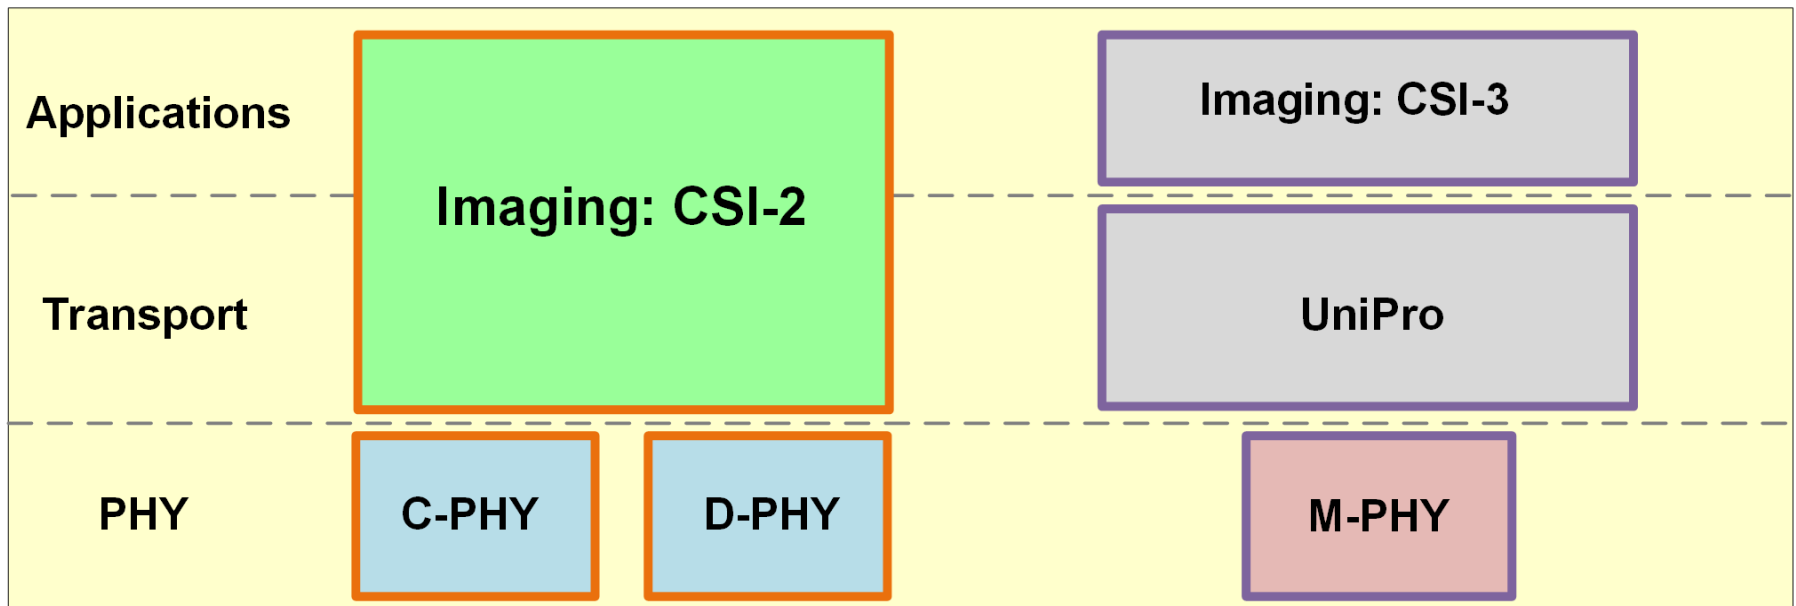 Applications
Imaging: CSI-2
Imaging: CSI-3
Transport
UniPro
PHY
C-PHY
D-PHY
M-PHY